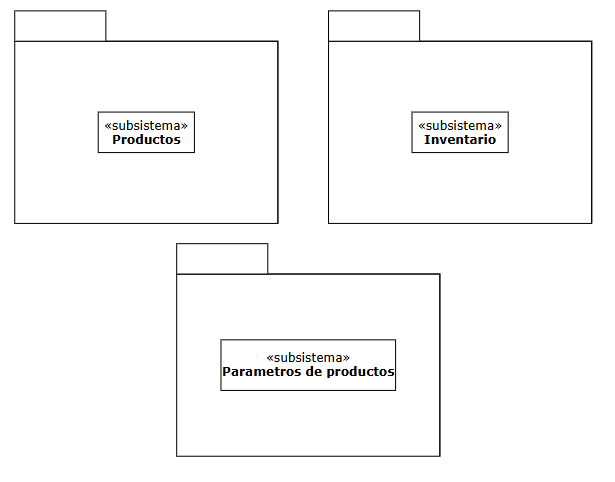 «subsistema»
Productos
«subsistema»
Inventario
«subsistema»
Parametros de productos